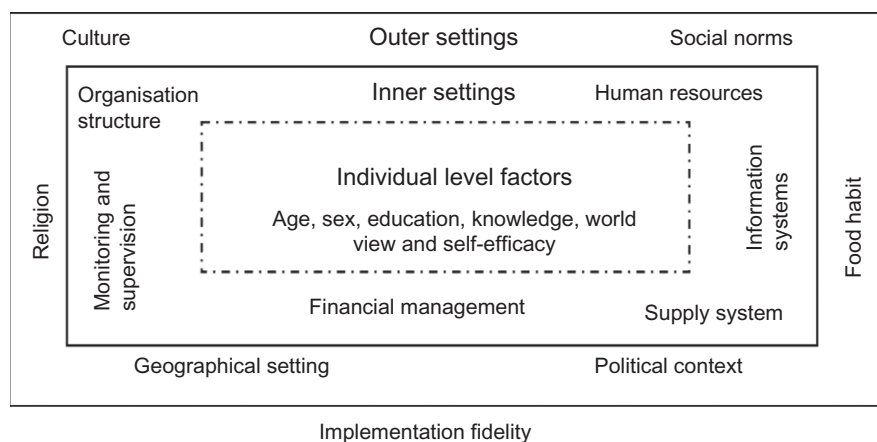 Culture
Outer settings
Social norms
Organisation
structure
Inner settings
Human resources
Religion
Monitoring and
supervision
Individual level factors
Age, sex, education, knowledge, world
view and self-efficacy
Information
systems
Food habit
Financial management
Supply system
Geographical setting
Political context
Implementation fidelity